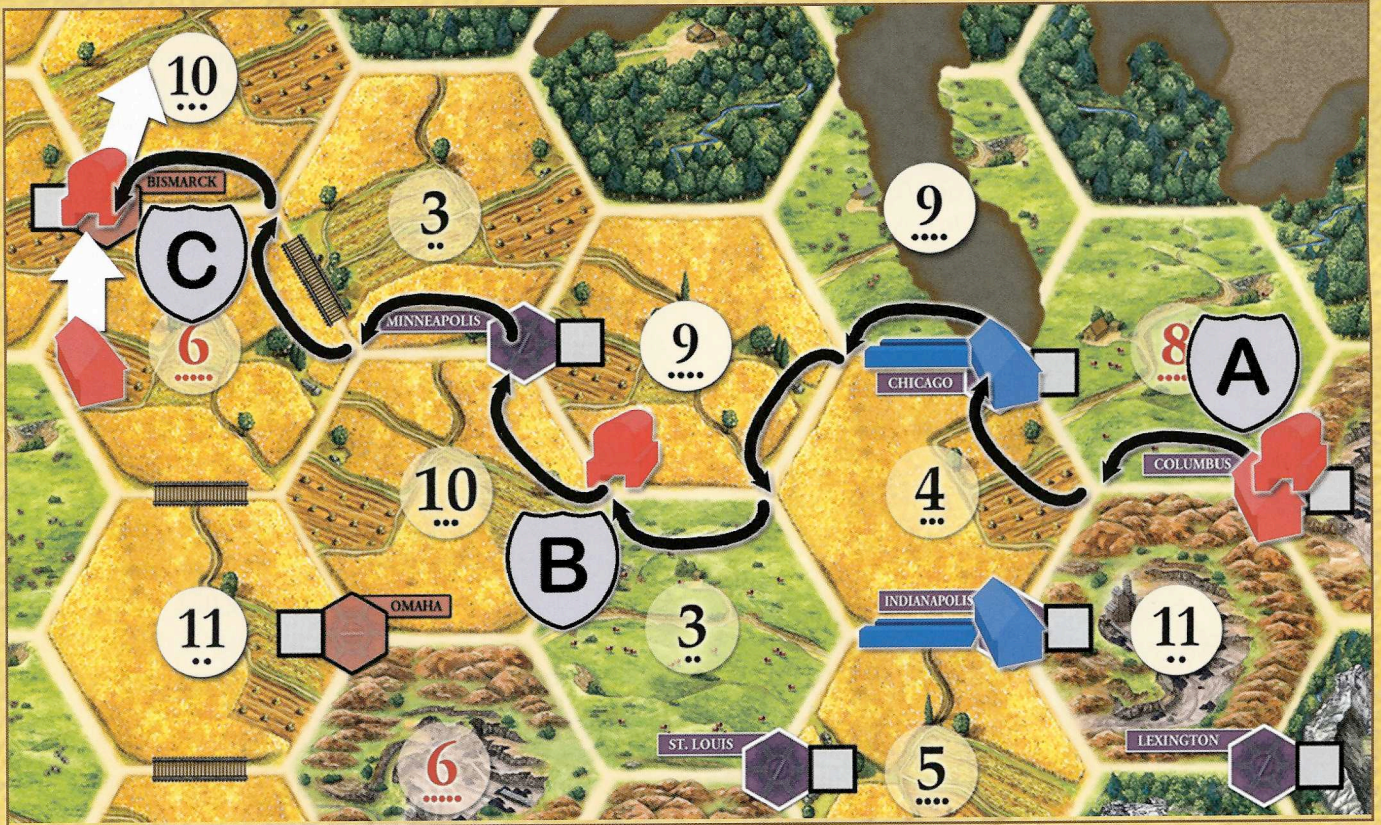 10
BISMARCK
C
3
9
MINNEAPOLIS
6
9
8
A
CHICAGO
COLUMBUS
10
4
B
OMAHA
INDIANAPOLIS
11
3
11
ST. LOUIS
LEXINGTON
6
5